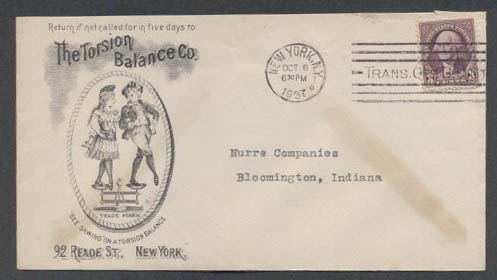 Return if not called for in five days to
The Torsion
Balance Co.
TRADE MARK
"SEE SAWING" ON A TORSION BALANCE
92 READE ST., NEW YORK.
NEW YORK, N.Y.
OCT 6
6 30 PM
1937
Nurre Companies
Bloomington, Indiana